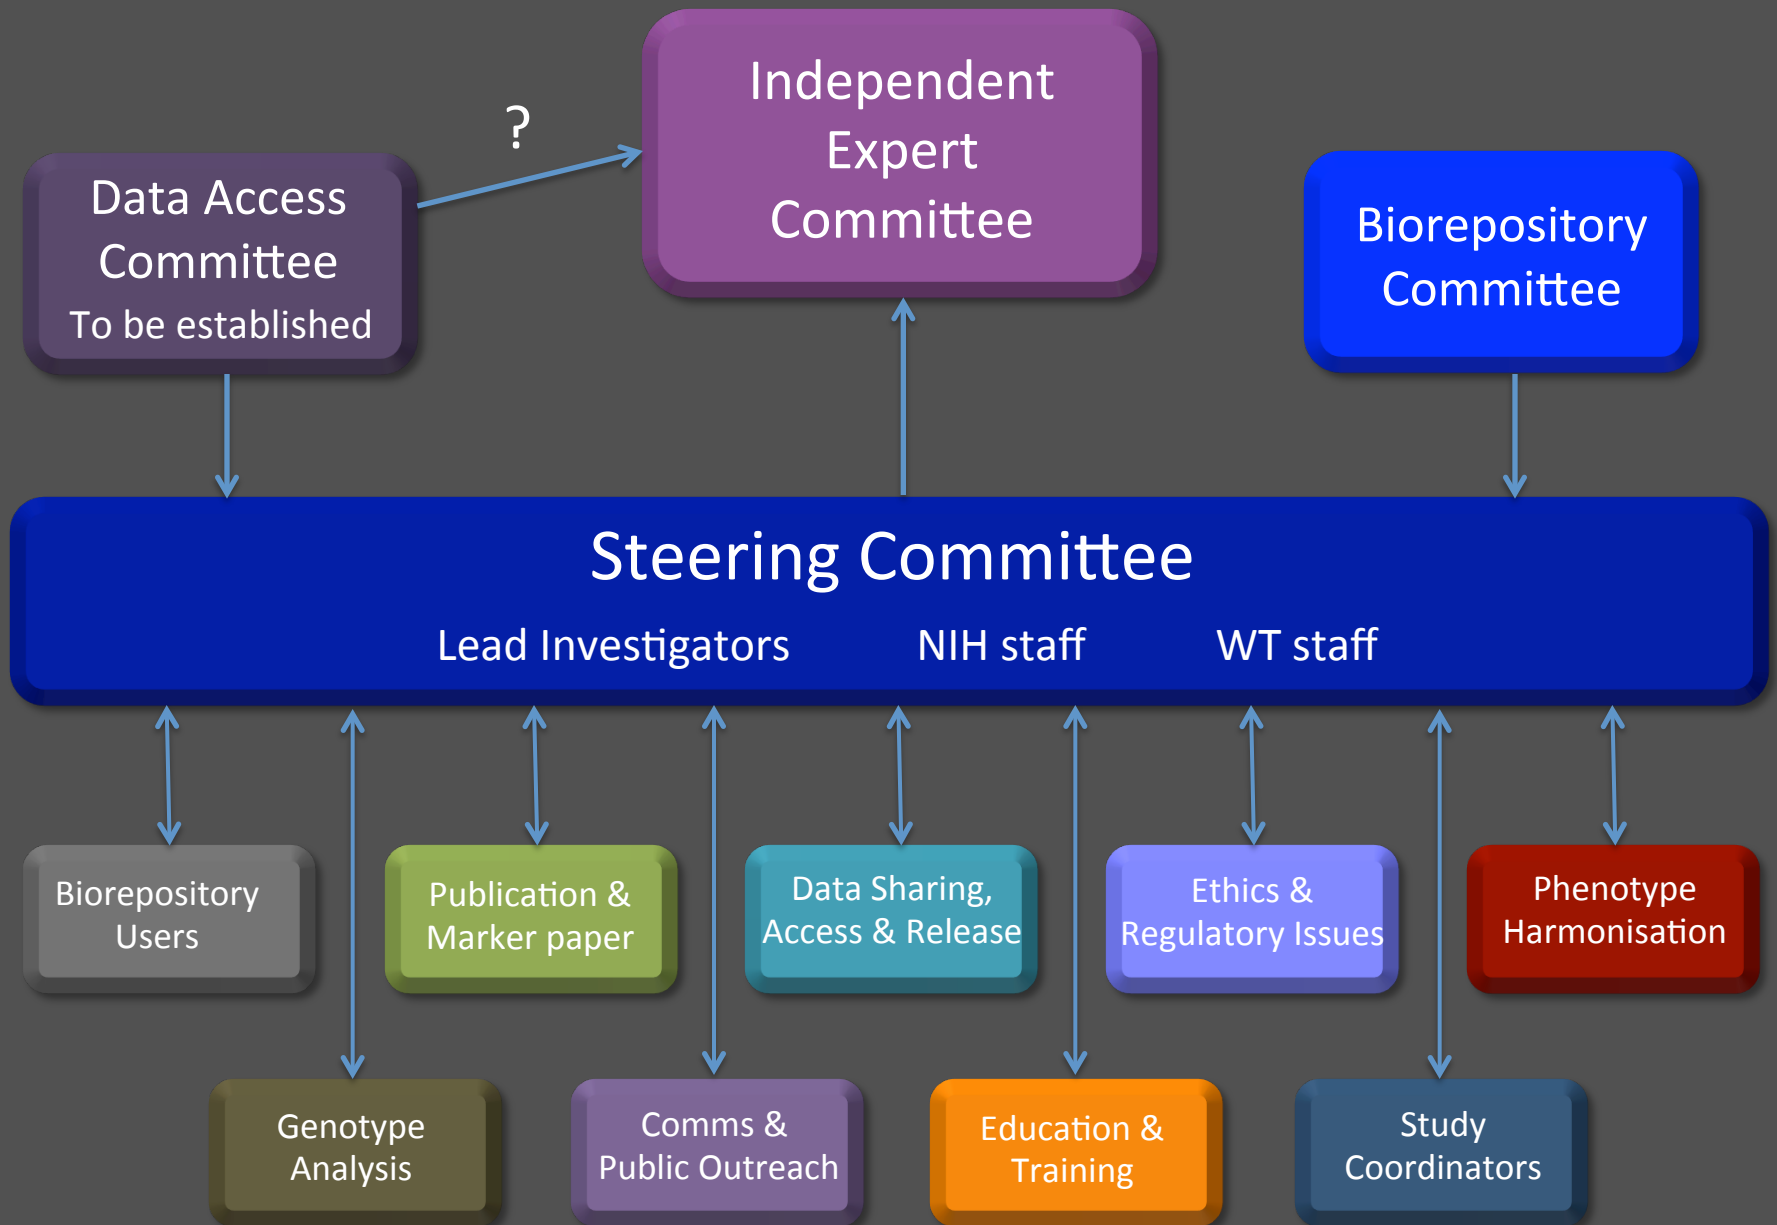 Independent
Expert
Committee
?
Data Access
Committee
To be established
Biorepository
Committee
Steering Committee
Lead Investigators NIH staff WT staff
Biorepository
Users
Publication &
Marker paper
Data Sharing,
Access & Release
Ethics &
Regulatory Issues
Phenotype
Harmonisation
Genotype
Analysis
Comms &
Public Outreach
Education &
Training
Study
Coordinators